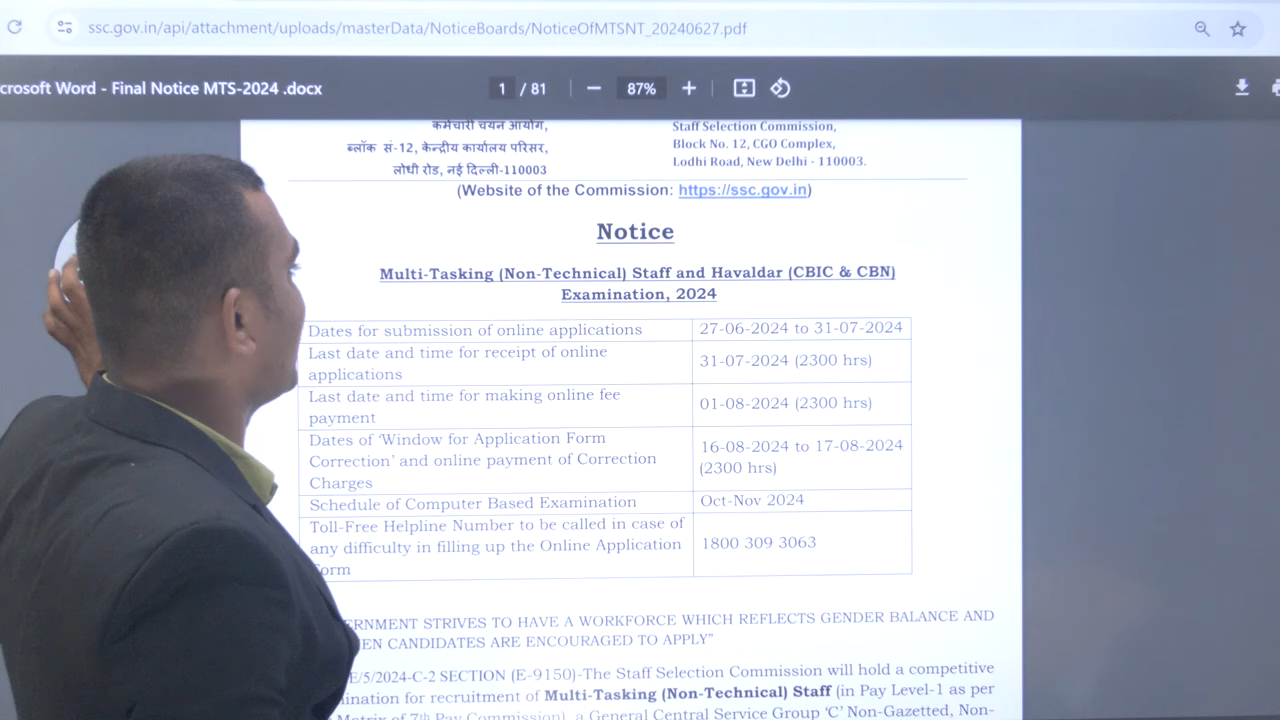 ssc.gov.in/api/attachment/uploads/masterData/NoticeBoards/NoticeOfMTSNT_20240627.pdf
crosoft Word - Final Notice MTS-2024 .docx
1 / 81
87%
कर्मचारी चयन आयोग,
ब्लॉक सं-12, केन्द्रीय कार्यालय परिसर,
लोधी रोड, नई दिल्ली-110003
Staff Selection Commission,
Block No. 12, CGO Complex,
Lodhi Road, New Delhi - 110003.
(Website of the Commission: https://ssc.gov.in)
Notice
Multi-Tasking (Non-Technical) Staff and Havaldar (CBIC & CBN)
Examination, 2024
Dates for submission of online applications
27-06-2024 to 31-07-2024
Last date and time for receipt of online
applications
31-07-2024 (2300 hrs)
Last date and time for making online fee
payment
01-08-2024 (2300 hrs)
Dates of ‘Window for Application Form
Correction’ and online payment of Correction
Charges
16-08-2024 to 17-08-2024
(2300 hrs)
Schedule of Computer Based Examination
Oct-Nov 2024
Toll-Free Helpline Number to be called in case of
any difficulty in filling up the Online Application
Form
1800 309 3063
ERNMENT STRIVES TO HAVE A WORKFORCE WHICH REFLECTS GENDER BALANCE AND
EN CANDIDATES ARE ENCOURAGED TO APPLY”
E/5/2024-C-2 SECTION (E-9150)-The Staff Selection Commission will hold a competitive
ination for recruitment of Multi-Tasking (Non-Technical) Staff (in Pay Level-1 as per
Matrix of 7th Pay Commission), a General Central Service Group ‘C’ Non-Gazetted, Non-